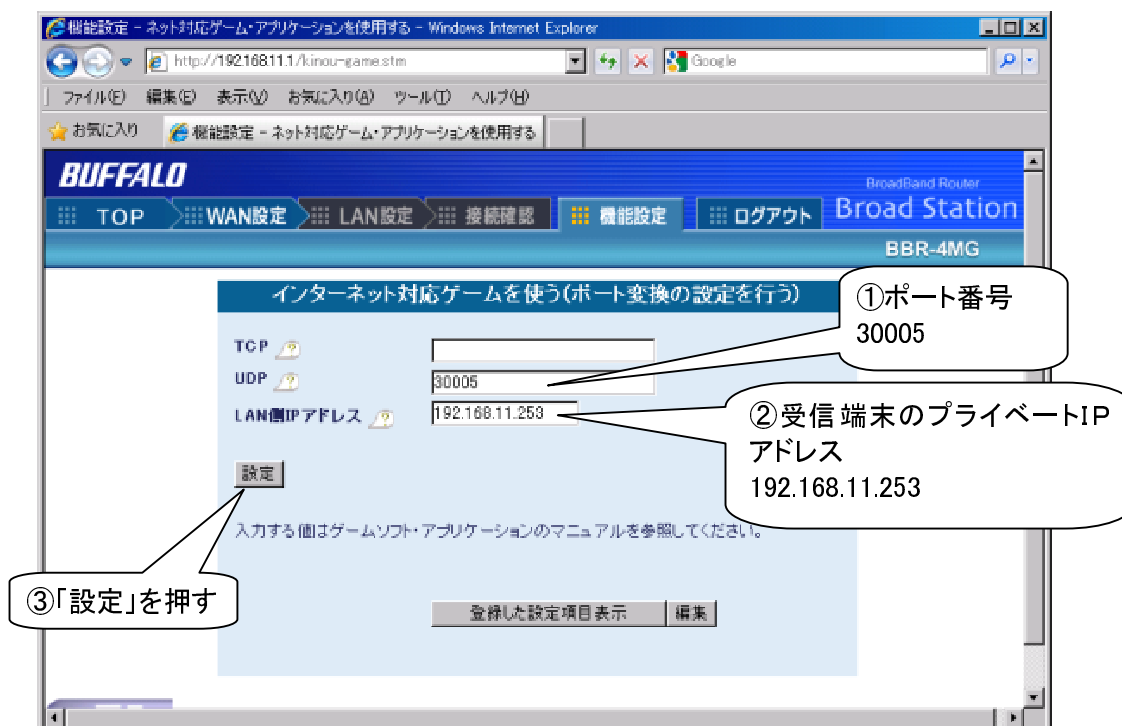 機能設定 - ネット対応ゲーム・アプリケーションを使用する - Windows Internet Explorer
http://192.168.11.1/kinou-game.stm
Google
ファイル(F) 編集(E) 表示(V) お気に入り(A) ツール(T) ヘルプ(H)
お気に入り 機能設定 - ネット対応ゲーム・アプリケーションを使用する
BUFFALO
BroadBand Router
TOP WAN設定 LAN設定 接続確認 機能設定 ログアウト Broad Station
BBR-4MG
インターネット対応ゲームを使う(ポート変換の設定を行う)
①ポート番号
30005
TCP
UDP 30005
LAN側IPアドレス 192.168.11.253
②受信端末のプライベートIP
アドレス
192.168.11.253
設定
入力する値はゲームソフト・アプリケーションのマニュアルを参照してください。
③「設定」を押す
登録した設定項目表示 編集